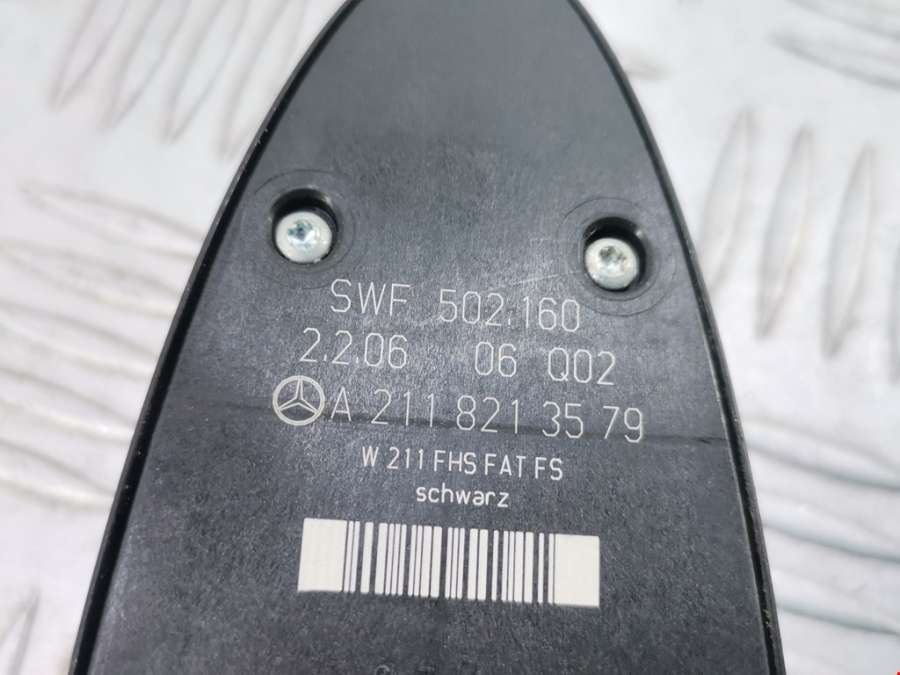 SWF 502.160
2.2.06 06 Q02
A 211 821 35 79
W 211 FHS FAT FS
schwarz